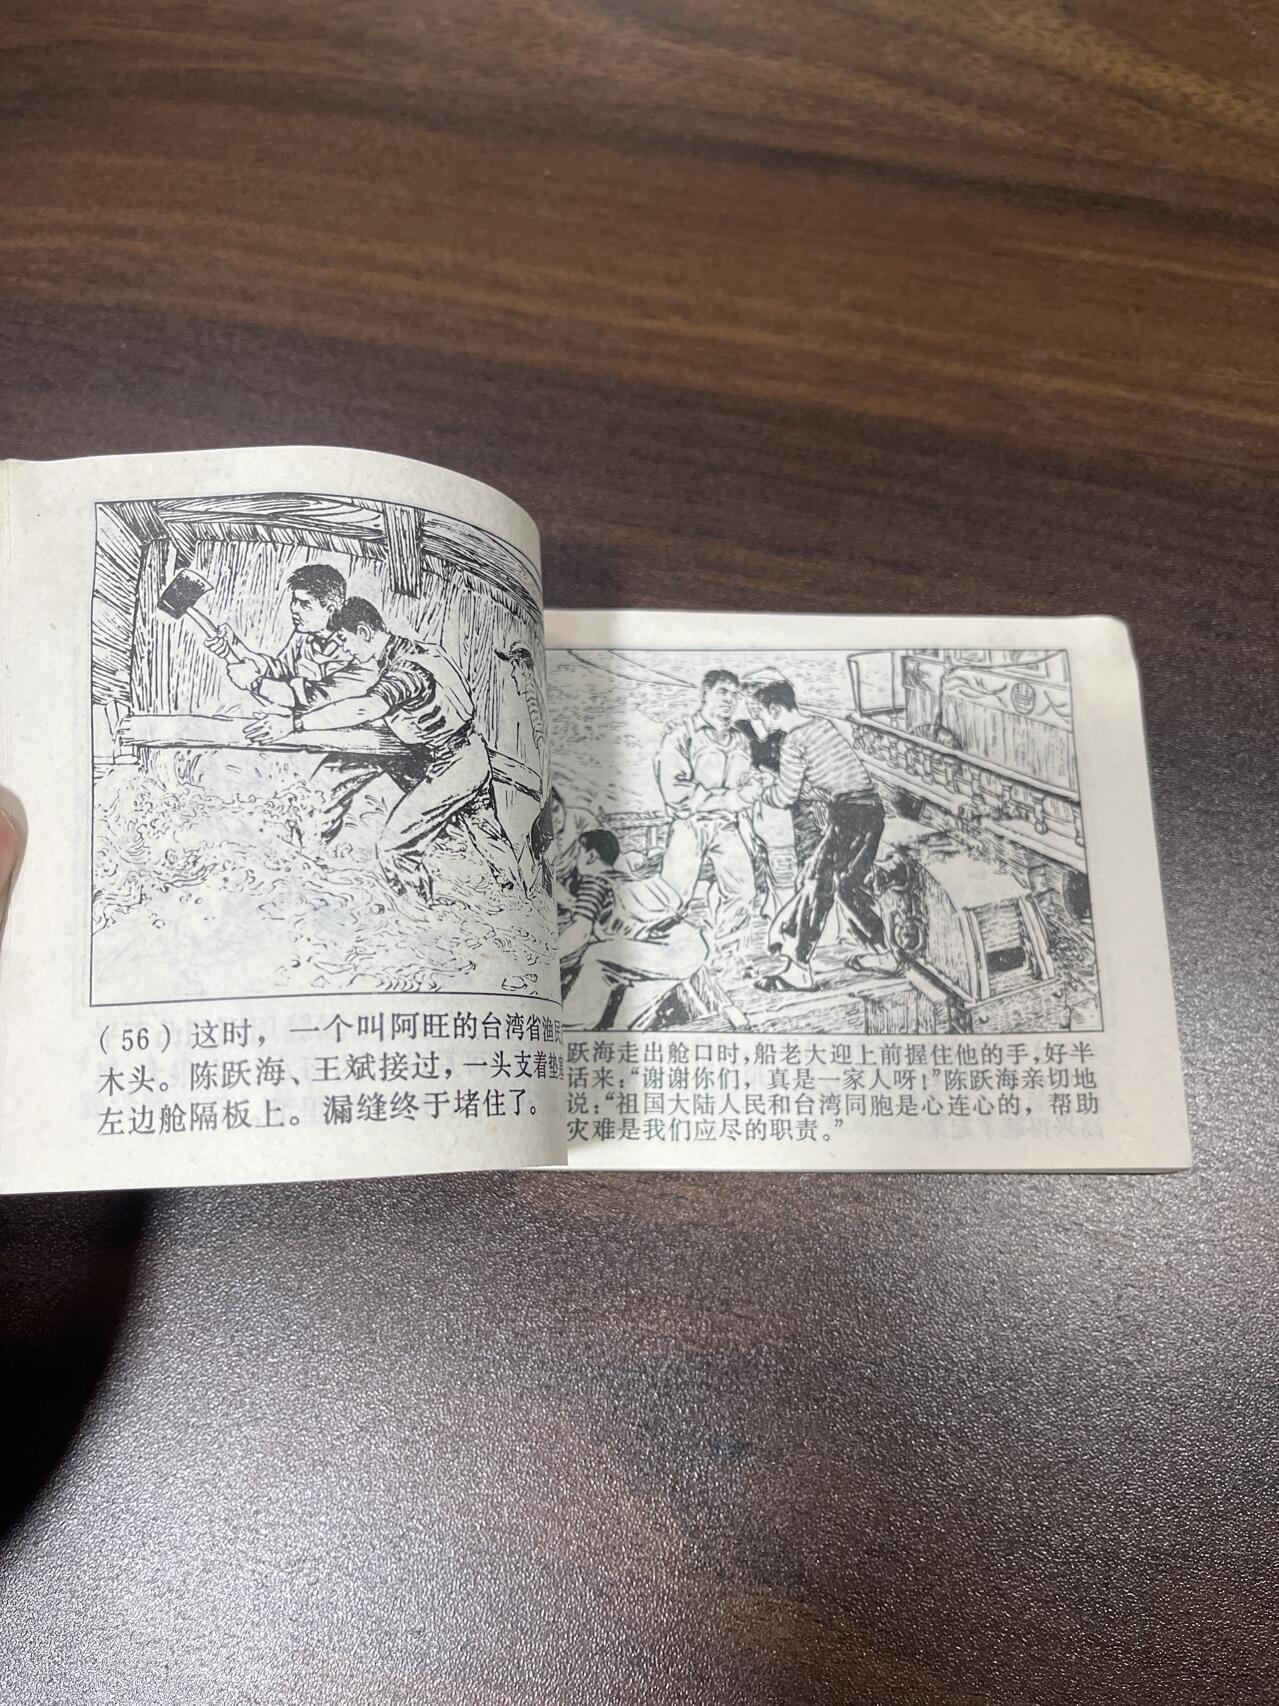 (56) 这时，一个叫阿旺的台湾省渔民
木头。陈跃海、王斌接过，一头支着垫
左边舱隔板上。漏缝终于堵住了。
跃海走出舱口时，船老大迎上前握住他的手，好半
话来：“谢谢你们，真是一家人呀！”陈跃海亲切地
说：“祖国大陆人民和台湾同胞是心连心的，帮助
灾难是我们应尽的职责。”